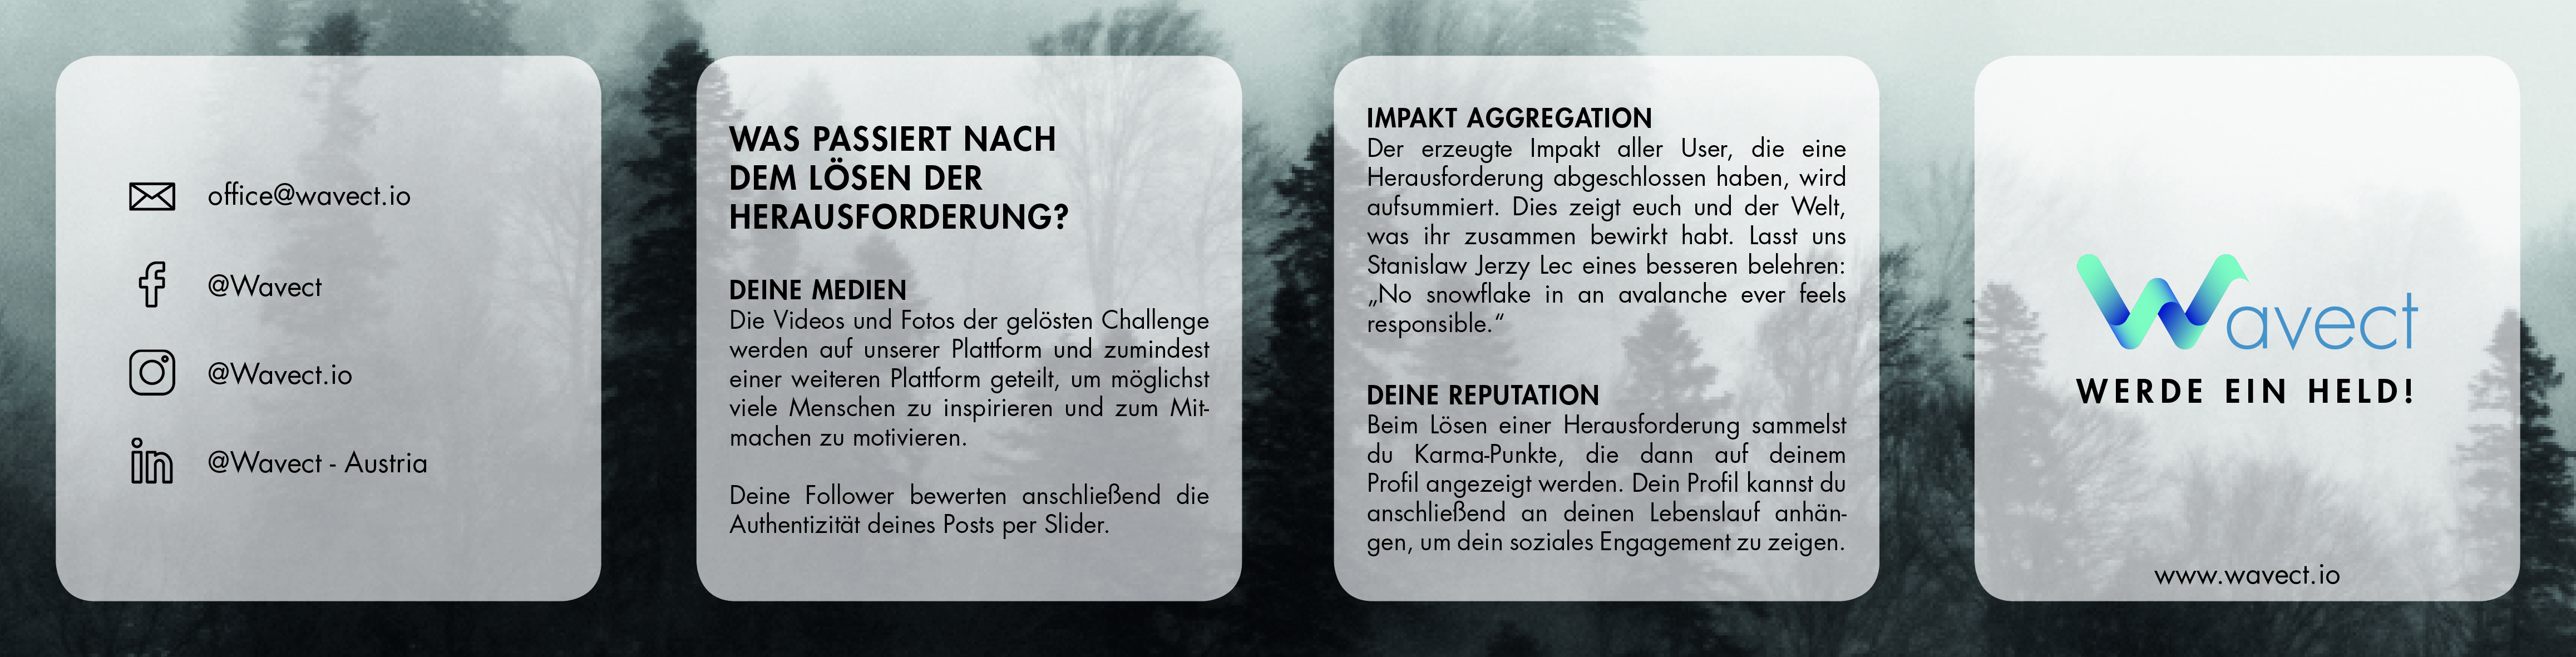 office@wavect.io
@Wavect
@Wavect.io
@Wavect - Austria
WAS PASSIERT NACH
DEM LÖSEN DER
HERAUSFORDERUNG?
DEINE MEDIEN
Die Videos und Fotos der gelösten Challenge
werden auf unserer Plattform und zumindest
einer weiteren Plattform geteilt, um möglichst
viele Menschen zu inspirieren und zum Mit-
machen zu motivieren.
Deine Follower bewerten anschließend die
Authentizität deines Posts per Slider.
IMPAKT AGGREGATION
Der erzeugte Impakt aller User, die eine
Herausforderung abgeschlossen haben, wird
aufsummiert. Dies zeigt euch und der Welt,
was ihr zusammen bewirkt habt. Lasst uns
Stanislaw Jerzy Lec eines besseren belehren:
„No snowflake in an avalanche ever feels
responsible.“
DEINE REPUTATION
Beim Lösen einer Herausforderung sammelst
du Karma-Punkte, die dann auf deinem
Profil angezeigt werden. Dein Profil kannst du
anschließend an deinen Lebenslauf anhän-
gen, um dein soziales Engagement zu zeigen.
Wavect
WERDE EIN HELD!
www.wavect.io